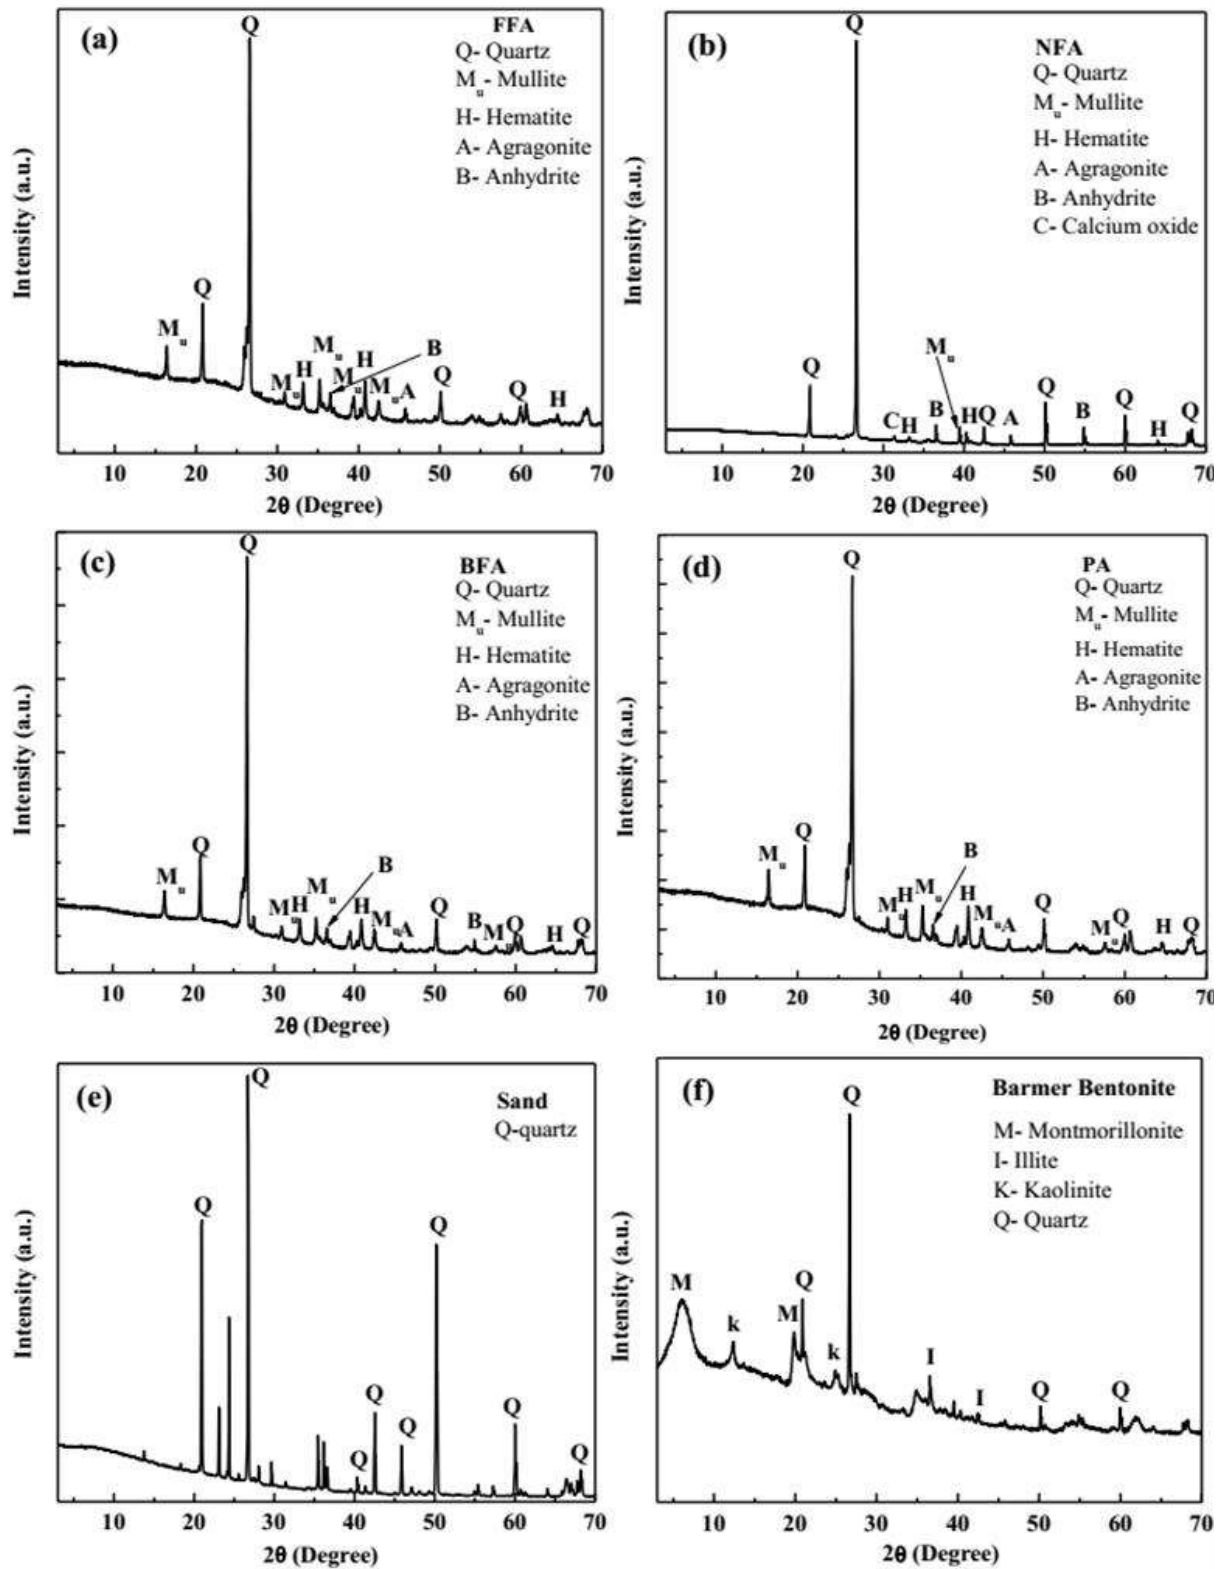 (a)
FFA
Q- Quartz
Mu- Mullite
H- Hematite
A- Agragonite
B- Anhydrite
Q
Mu
Q
Mu
H
Mu
Mu
H
B
Mu
A
Q
Q
H
Intensity (a.u.)
10 20 30 40 50 60 70
2θ (Degree)
(b)
NFA
Q- Quartz
Mu- Mullite
H- Hematite
A- Agragonite
B- Anhydrite
C- Calcium oxide
Q
Q
C
H
B
Mu
H
Q
A
Q
B
Q
H
Q
Intensity (a.u.)
10 20 30 40 50 60 70
2θ (Degree)
(c)
BFA
Q- Quartz
Mu- Mullite
H- Hematite
A- Agragonite
B- Anhydrite
Q
Mu
Q
Mu
H
Mu
B
H
Mu
A
Q
B
Mu
Q
H
Q
Intensity (a.u.)
10 20 30 40 50 60 70
2θ (Degree)
(d)
PA
Q- Quartz
Mu- Mullite
H- Hematite
A- Agragonite
B- Anhydrite
Q
Mu
Q
Mu
H
Mu
B
H
Mu
A
Q
Mu
Q
H
Q
Intensity (a.u.)
10 20 30 40 50 60 70
2θ (Degree)
(e)
Sand
Q-quartz
Q
Q
Q
Q
Q
Q
Q
Q
Intensity (a.u.)
10 20 30 40 50 60 70
2θ (Degree)
(f)
Barmer Bentonite
M- Montmorillonite
I- Illite
K- Kaolinite
Q- Quartz
M
k
M
Q
k
Q
I
I
Q
Q
Intensity (a.u.)
10 20 30 40 50 60 70
2θ (Degree)